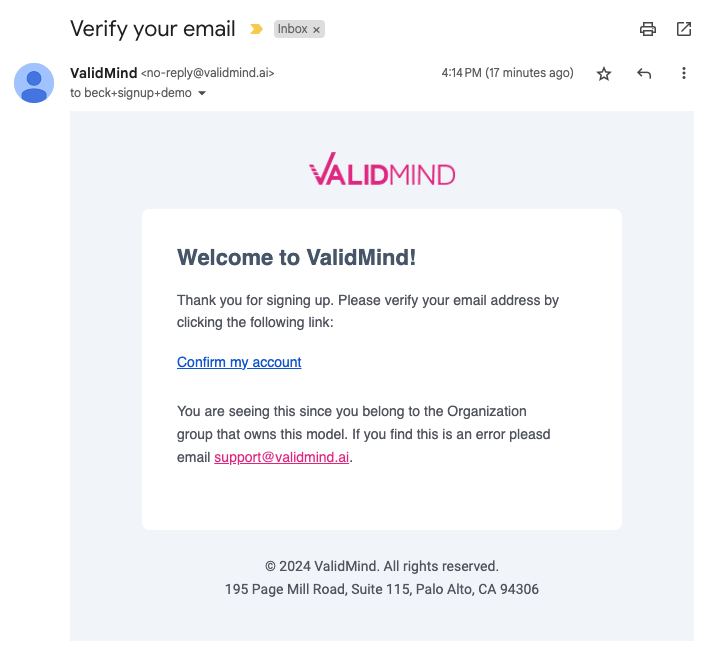 Verify your email
Inbox ×
ValidMind <no-reply@validmind.ai>
4:14 PM (17 minutes ago)
to beck+signup+demo
VALIDMIND
Welcome to ValidMind!
Thank you for signing up. Please verify your email address by
clicking the following link:
Confirm my account
You are seeing this since you belong to the Organization
group that owns this model. If you find this is an error pleasd
email support@validmind.ai.
© 2024 ValidMind. All rights reserved.
195 Page Mill Road, Suite 115, Palo Alto, CA 94306